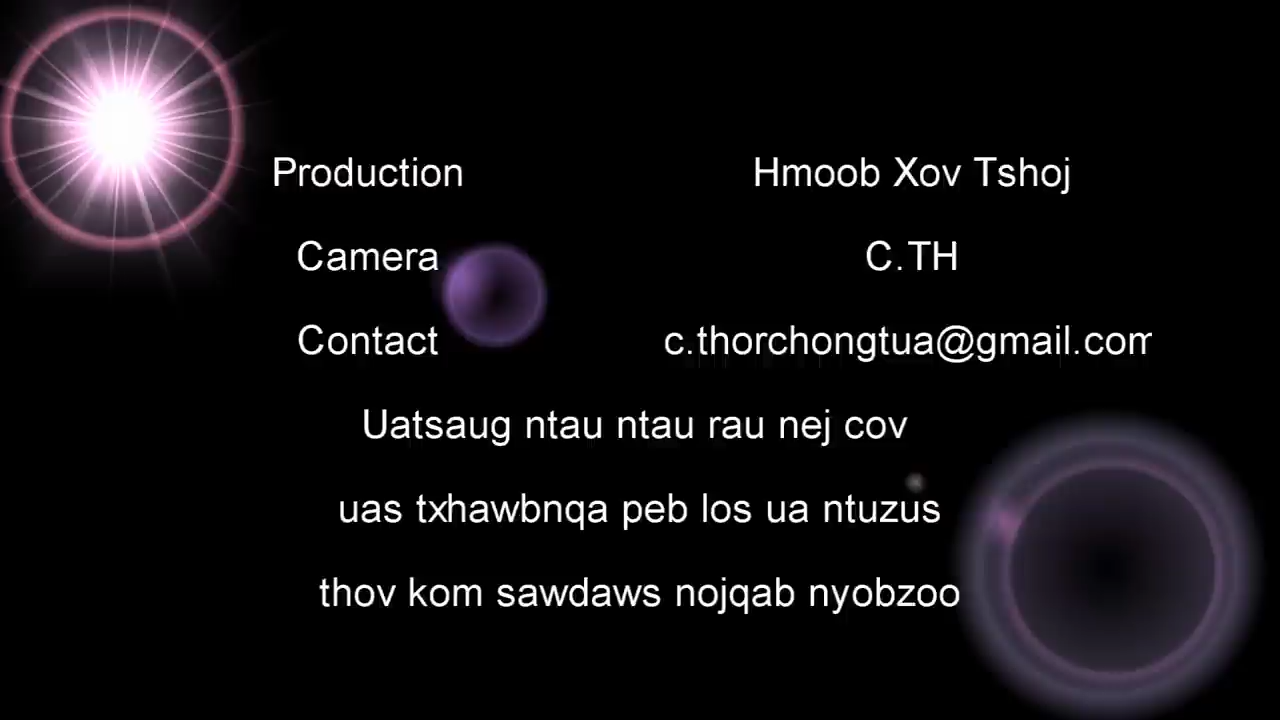 Production Hmoob Xov Tshoj
Camera C.TH
Contact c.thorchongtua@gmail.com
Uatsaug ntau ntau rau nej cov
uas txhawbnqa peb los ua ntuzus
thov kom sawdaws nojqab nyobzoo